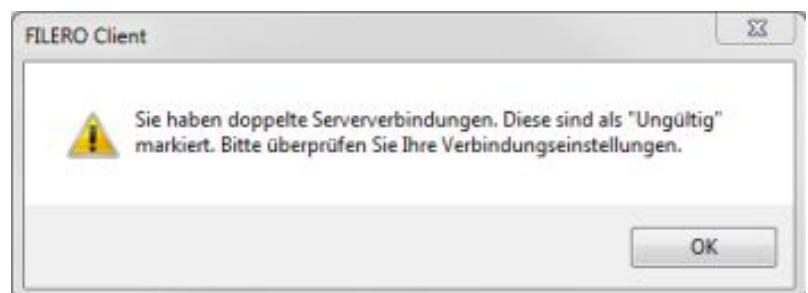 FILERO Client
Sie haben doppelte Serververbindungen. Diese sind als "Ungültig"
markiert. Bitte überprüfen Sie Ihre Verbindungseinstellungen.
OK